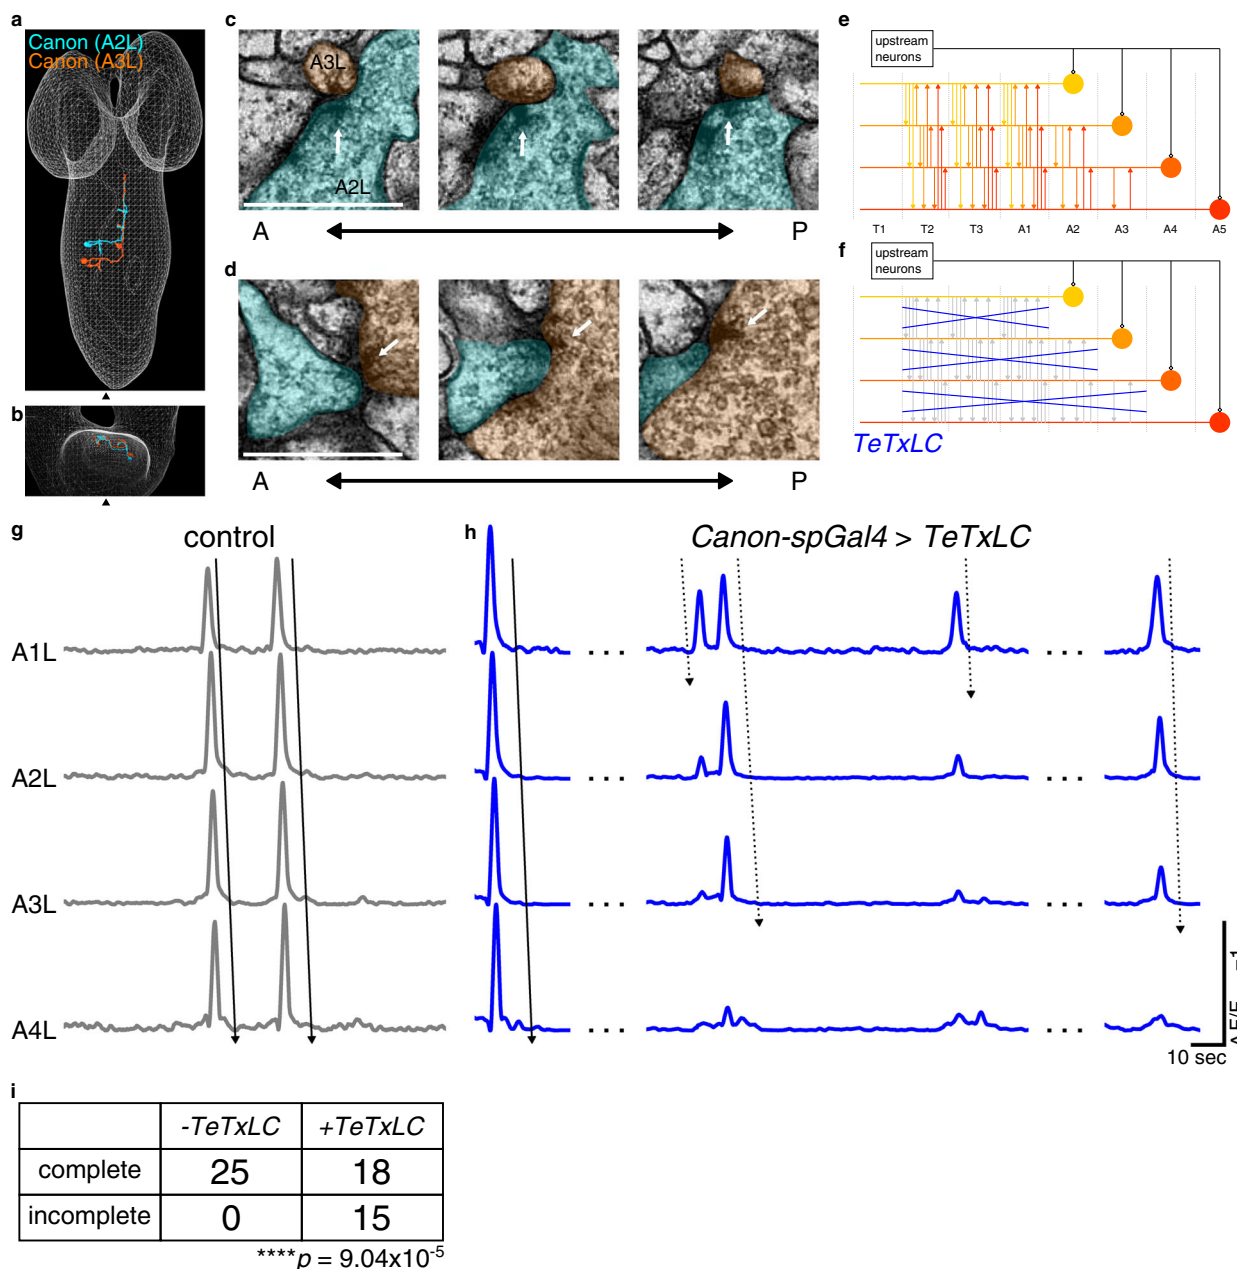 a
Canon (A2L)
Canon (A3L)
b
c
A3L
A2L
A P
d
A P
e
upstream
neurons
T1 T2 T3 A1 A2 A3 A4 A5
f
upstream
neurons
TeTxLC
g
control
h
Canon-spGal4 > TeTxLC
A1L
A2L
A3L
A4L
10 sec
i
-TeTxLC +TeTxLC
complete 25 18
incomplete 0 15
****p = 9.04x10-5